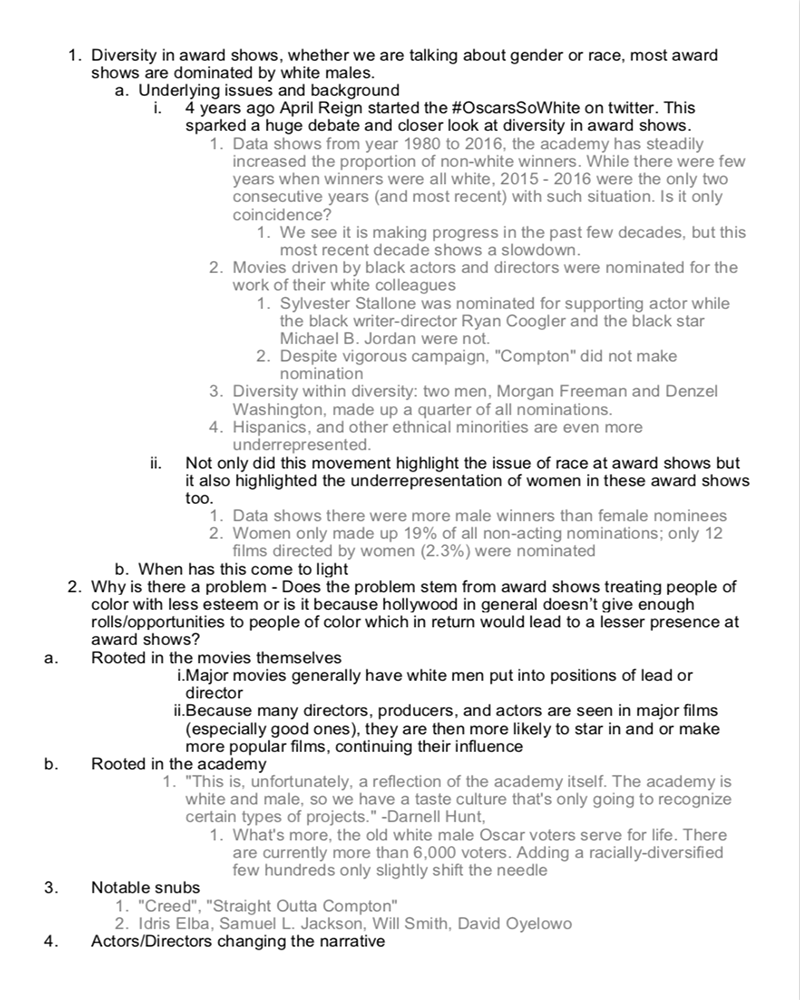 1. Diversity in award shows, whether we are talking about gender or race, most award
shows are dominated by white males.
a. Underlying issues and background
i. 4 years ago April Reign started the #OscarsSoWhite on twitter. This
sparked a huge debate and closer look at diversity in award shows.
1. Data shows from year 1980 to 2016, the academy has steadily
increased the proportion of non-white winners. While there were few
years when winners were all white, 2015 - 2016 were the only two
consecutive years (and most recent) with such situation. Is it only
coincidence?
1. We see it is making progress in the past few decades, but this
most recent decade shows a slowdown.
2. Movies driven by black actors and directors were nominated for the
work of their white colleagues
1. Sylvester Stallone was nominated for supporting actor while
the black writer-director Ryan Coogler and the black star
Michael B. Jordan were not.
2. Despite vigorous campaign, "Compton" did not make
nomination
3. Diversity within diversity: two men, Morgan Freeman and Denzel
Washington, made up a quarter of all nominations.
4. Hispanics, and other ethnical minorities are even more
underrepresented.
ii. Not only did this movement highlight the issue of race at award shows but
it also highlighted the underrepresentation of women in these award shows
too.
1. Data shows there were more male winners than female nominees
2. Women only made up 19% of all non-acting nominations; only 12
films directed by women (2.3%) were nominated
b. When has this come to light
2. Why is there a problem - Does the problem stem from award shows treating people of
color with less esteem or is it because hollywood in general doesn't give enough
rolls/opportunities to people of color which in return would lead to a lesser presence at
award shows?
a. Rooted in the movies themselves
i.Major movies generally have white men put into positions of lead or
director
ii.Because many directors, producers, and actors are seen in major films
(especially good ones), they are then more likely to star in and or make
more popular films, continuing their influence
b. Rooted in the academy
1. "This is, unfortunately, a reflection of the academy itself. The academy is
white and male, so we have a taste culture that's only going to recognize
certain types of projects." -Darnell Hunt,
1. What's more, the old white male Oscar voters serve for life. There
are currently more than 6,000 voters. Adding a racially-diversified
few hundreds only slightly shift the needle
3. Notable snubs
1. "Creed", "Straight Outta Compton"
2. Idris Elba, Samuel L. Jackson, Will Smith, David Oyelowo
4. Actors/Directors changing the narrative